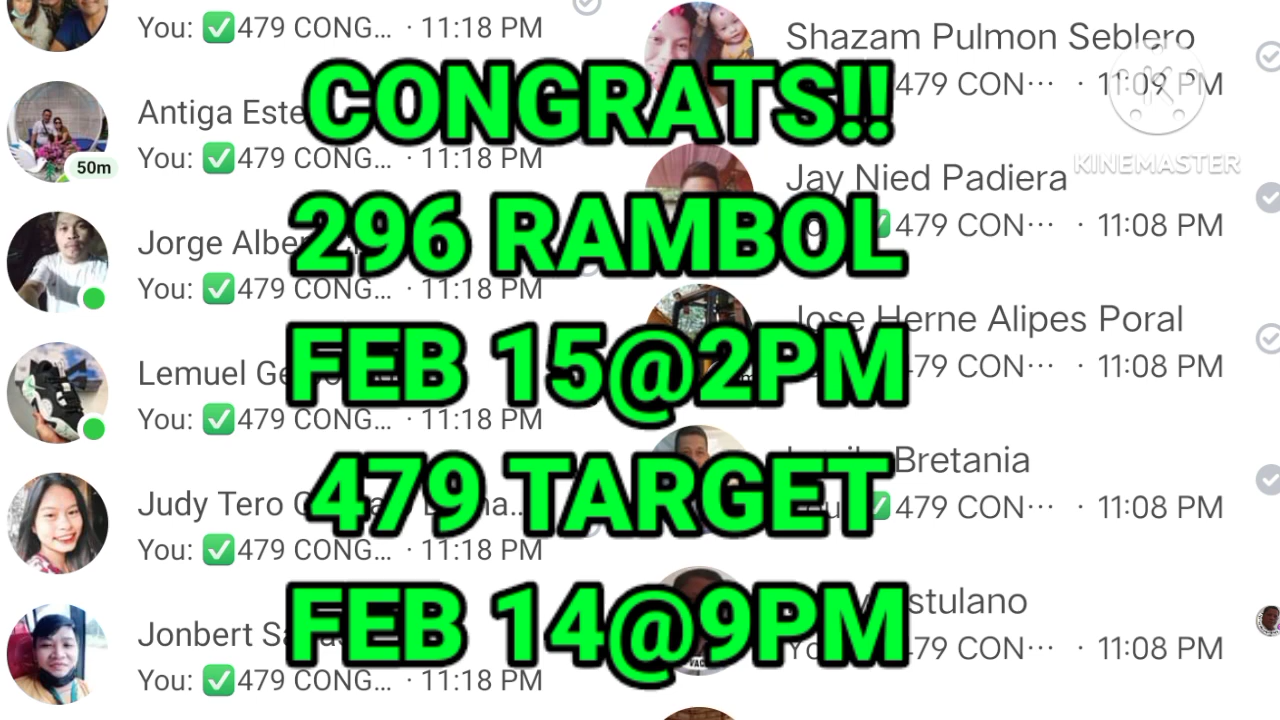 You: ✅479 CONG... · 11:18 PM
Antiga Este
You: ✅479 CONG... · 11:18 PM
50m
Jorge Alber
You: ✅479 CONG... · 11:18 PM
Lemuel Ge
You: ✅479 CONG... · 11:18 PM
Judy Tero
You: ✅479 CONG... · 11:18 PM
Jonbert
You: ✅479 CONG... · 11:18 PM
CONGRATS!!
296 RAMBOL
FEB 15@2PM
479 TARGET
FEB 14@9PM
Shazam Pulmon Seblero
479 CON··· · 11:09 PM
KINEMASTER
Jay Nied Padiera
479 CON··· · 11:08 PM
Jose Herne Alipes Poral
479 CON··· · 11:08 PM
Bretania
479 CON··· · 11:08 PM
479 CON··· · 11:08 PM